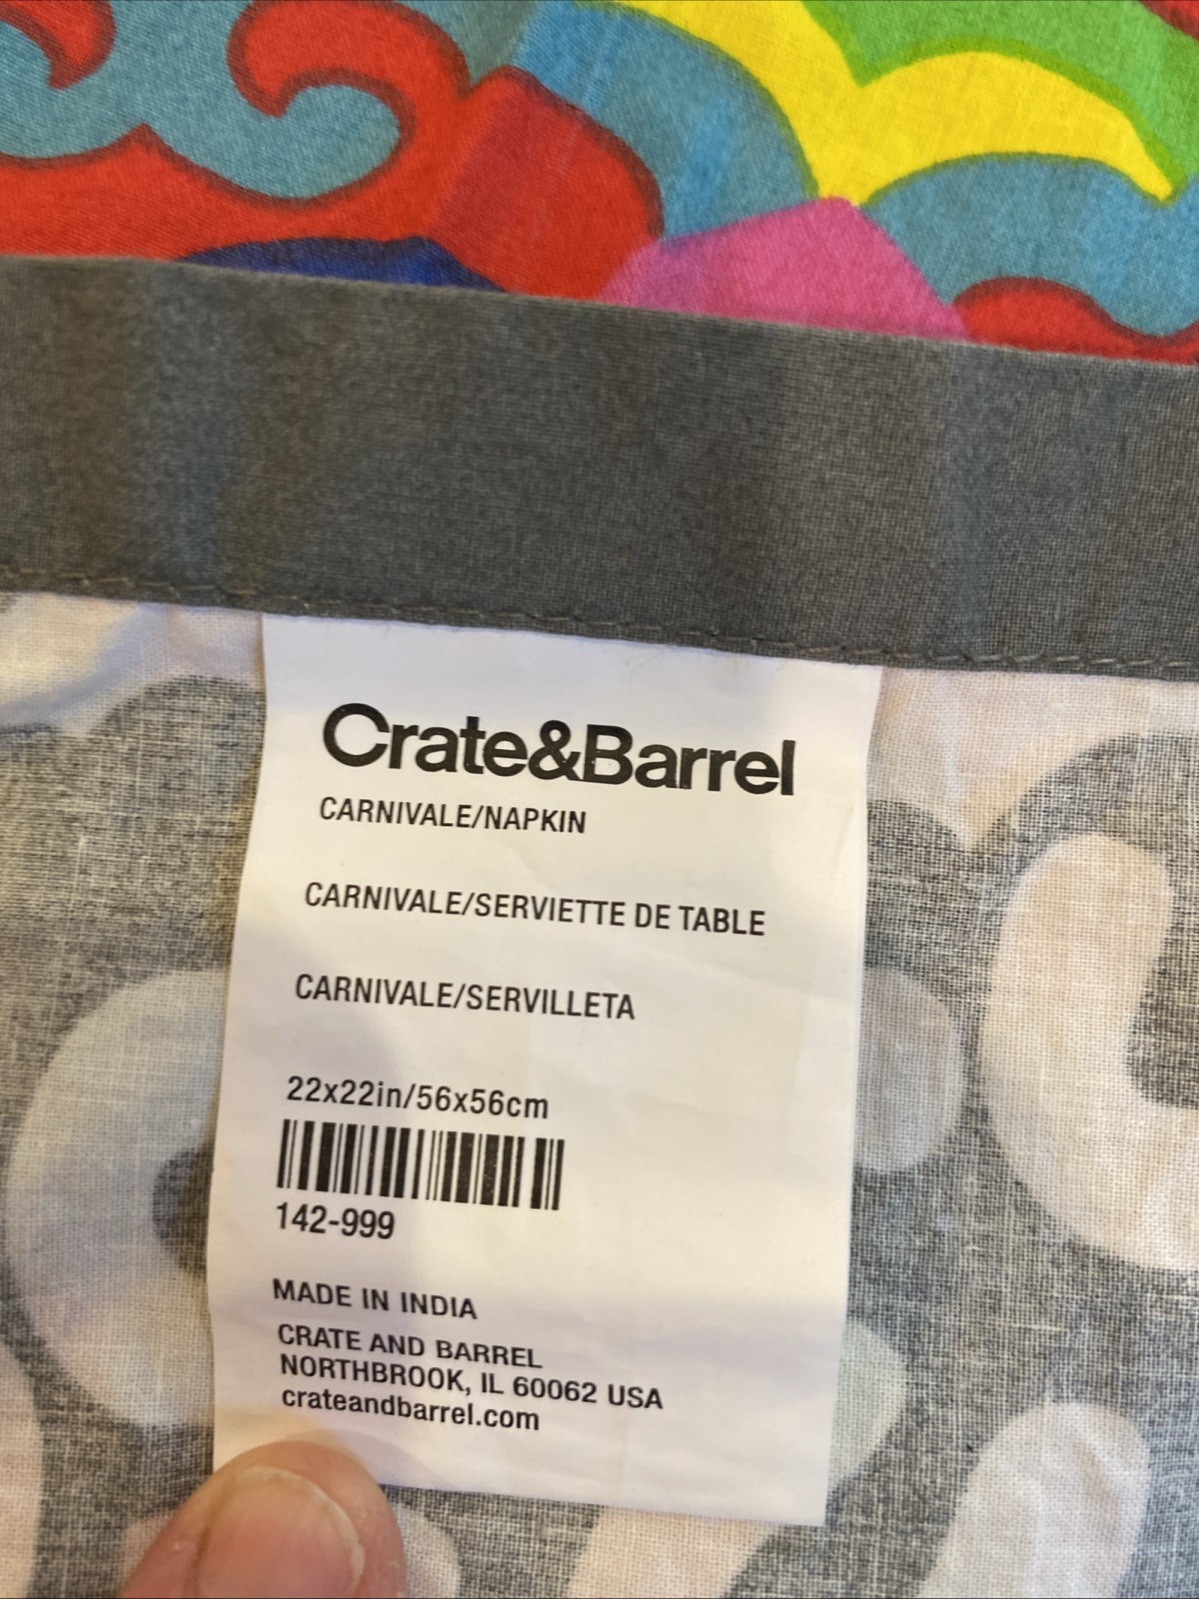 Crate&Barrel
CARNIVALE/NAPKIN
CARNIVALE/SERVIETTE DE TABLE
CARNIVALE/SERVILLETA
22x22in/56x56cm
142-999
MADE IN INDIA
CRATE AND BARREL
NORTHBROOK, IL 60062 USA
crateandbarrel.com